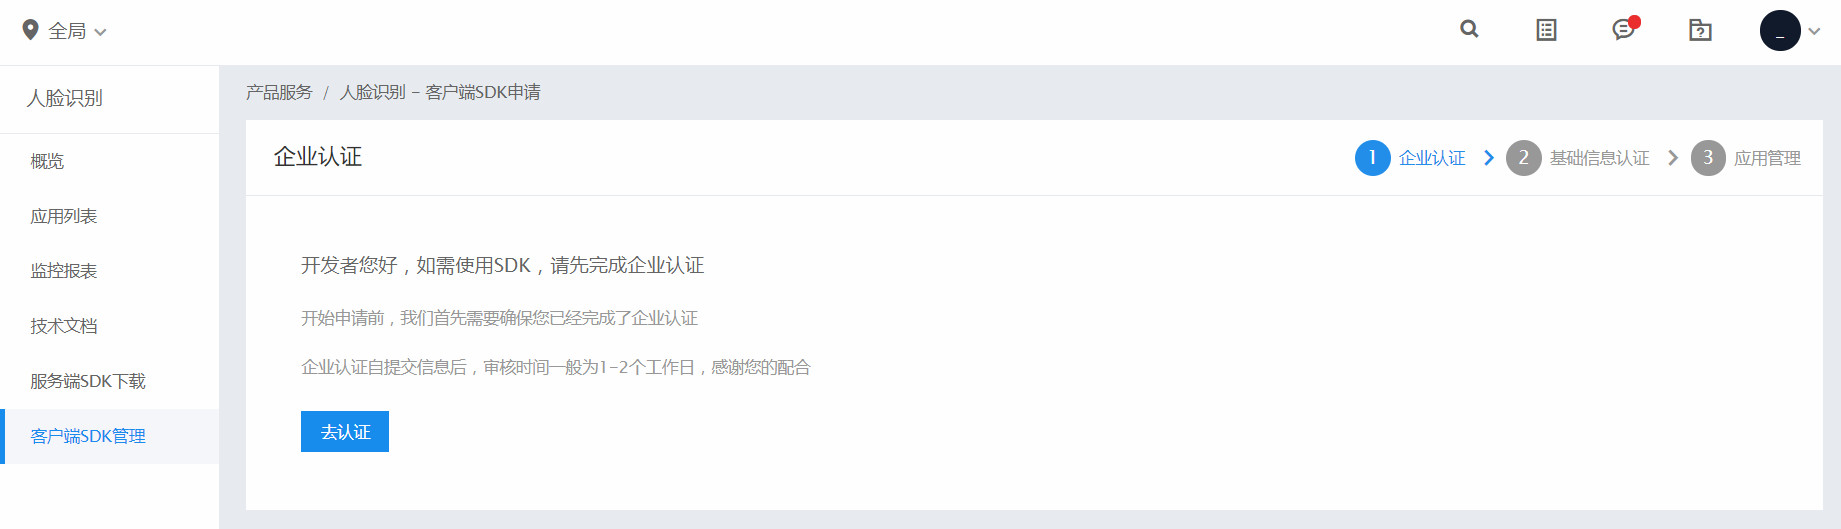 全局
人脸识别
概览
应用列表
监控报表
技术文档
服务端SDK下载
客户端SDK管理
产品服务 / 人脸识别 - 客户端SDK申请
企业认证
1 企业认证 2 基础信息认证 3 应用管理
开发者您好，如需使用SDK，请先完成企业认证
开始申请前，我们首先需要确保您已经完成了企业认证
企业认证自提交信息后，审核时间一般为1-2个工作日，感谢您的配合
去认证